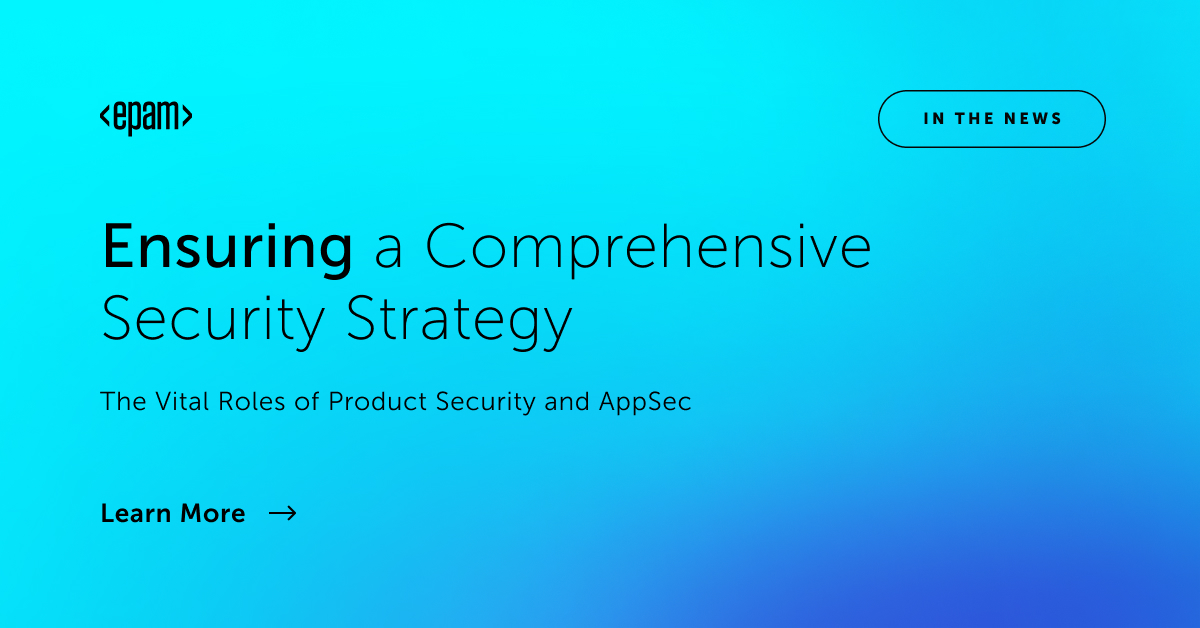 <epam>
IN THE NEWS
Ensuring a Comprehensive
Security Strategy
The Vital Roles of Product Security and AppSec
Learn More →